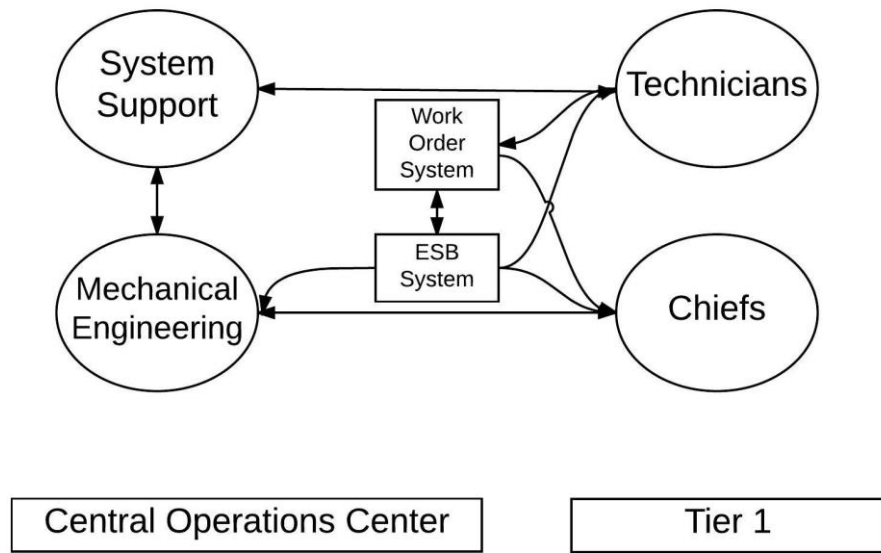 System
Support
Technicians
Work
Order
System
ESB
System
Mechanical
Engineering
Chiefs
Central Operations Center
Tier 1